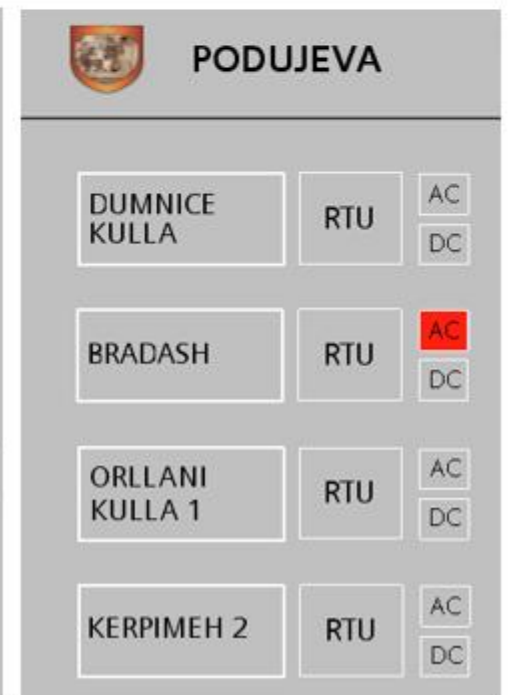 PODUJEVA
DUMNICE
KULLA
RTU
AC
DC
BRADASH
RTU
AC
DC
ORLLANI
KULLA 1
RTU
AC
DC
KERPIMEH 2
RTU
AC
DC